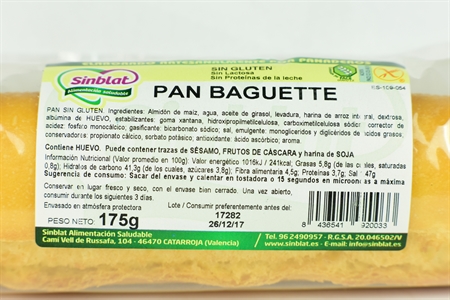 Sinblat
Alimentación saludable
SIN GLUTEN
Sin Lactosa
Sin Proteínas de la leche
ES-109-054
PAN BAGUETTE
PAN SIN GLUTEN. Ingredientes: Almidón de maíz, agua, aceite de girasol, levadura, harina de arroz integral, dextrosa,
albúmina de HUEVO, estabilizantes: goma xantana, hidroxipropilmetilcelulosa, carboximetilcelulosa sódica; corrector de
acidez: fosfato monocálcico; gasificante: bicarbonato sódico; sal, emulgente: monoglicéridos y diglicéridos de ácidos grasos;
conservante: propionato cálcico, sorbato potásico; antioxidante: ácido ascórbico; aroma.
Contiene HUEVO. Puede contener trazas de SÉSAMO, FRUTOS DE CÁSCARA y harina de SOJA
Información Nutricional (Valor promedio en 100g). Valor energético 1016kJ / 241kcal, Grasas 5,8g (de las cuales, saturadas
0,8g). Hidratos de carbono 41,3g (de los cuales, azúcares 3,8g). Fibra alimentaria 4,5g, Proteínas 3,7g, Sal
Sugerencia de consumo: Sacar del envase y calentar en tostadora o 15 segundos en microondas a máxima
Conservar en lugar fresco y seco, con el envase bien cerrado. Una vez abierto,
consumir durante los siguientes 3 días.
Envasado en atmósfera protectora
PESO NETO: 175g
Lote / Consumir preferentemente antes del:
17282
26/12/17
8 436541 920033
Sinblat Alimentación Saludable
Camí Vell de Russafa, 104 - 46470 CATARROJA (Valencia)
Tel. 96 2490957 - R.G.S.A. 20.046502/V
www.sinblat.es - E-mail: info@sinblat.es